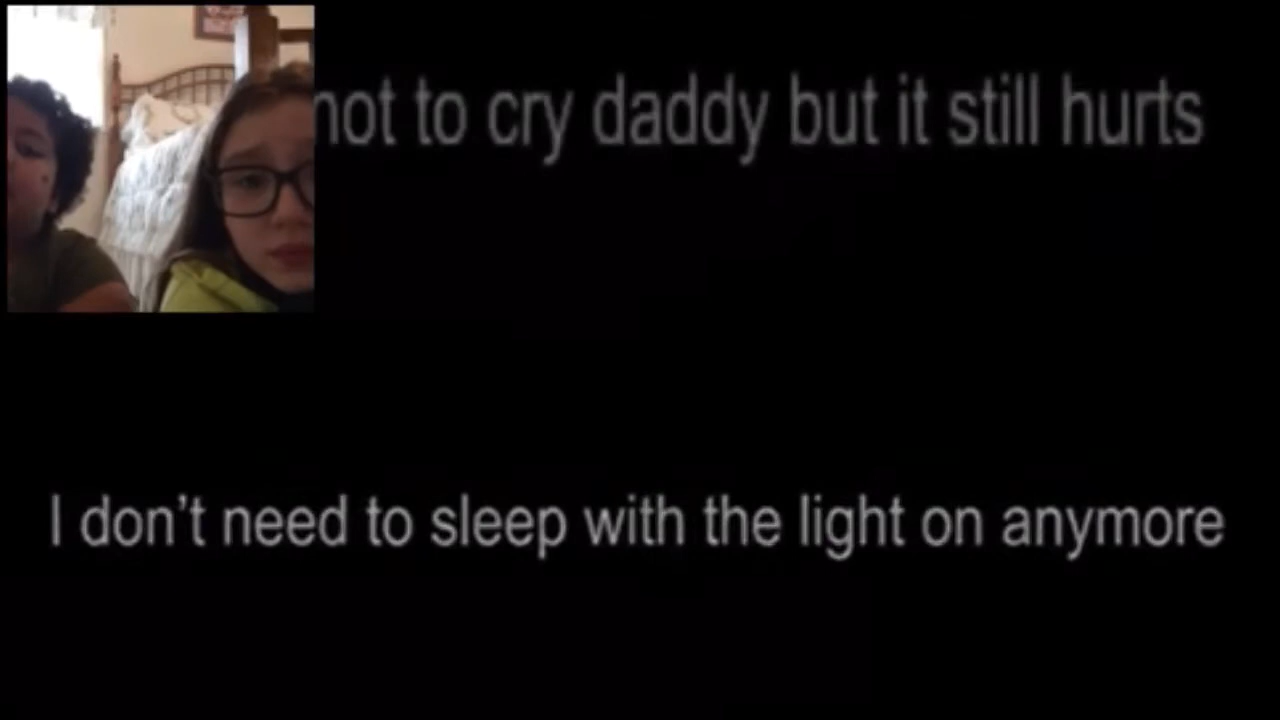 not to cry daddy but it still hurts
I don't need to sleep with the light on anymore